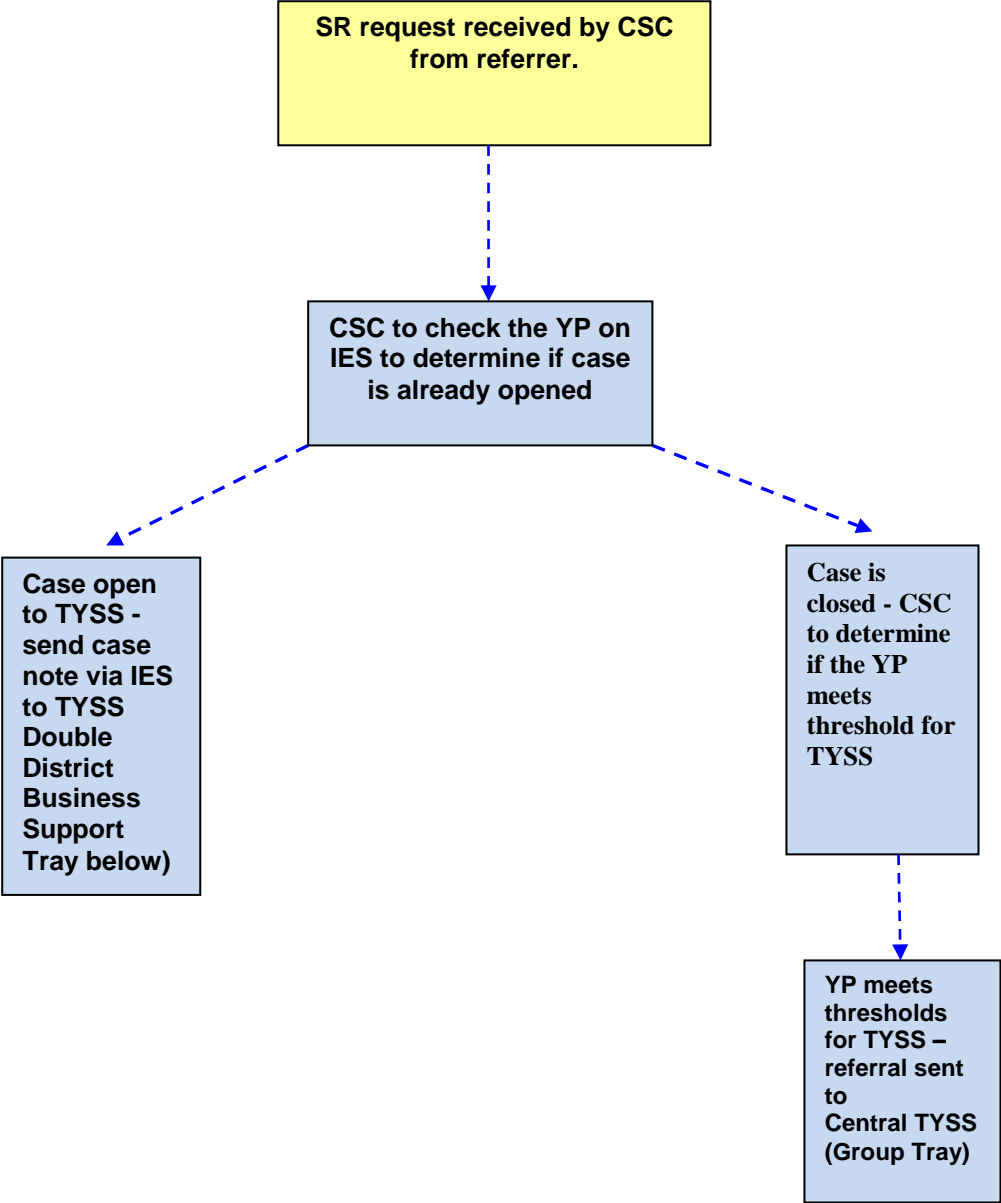 SR request received by CSC
from referrer.
CSC to check the YP on
IES to determine if case
is already opened
Case open
to TYSS -
send case
note via IES
to TYSS
Double
District
Business
Support
Tray below)
Case is
closed - CSC
to determine
if the YP
meets
threshold for
TYSS
YP meets
thresholds
for TYSS –
referral sent
to
Central TYSS
(Group Tray)